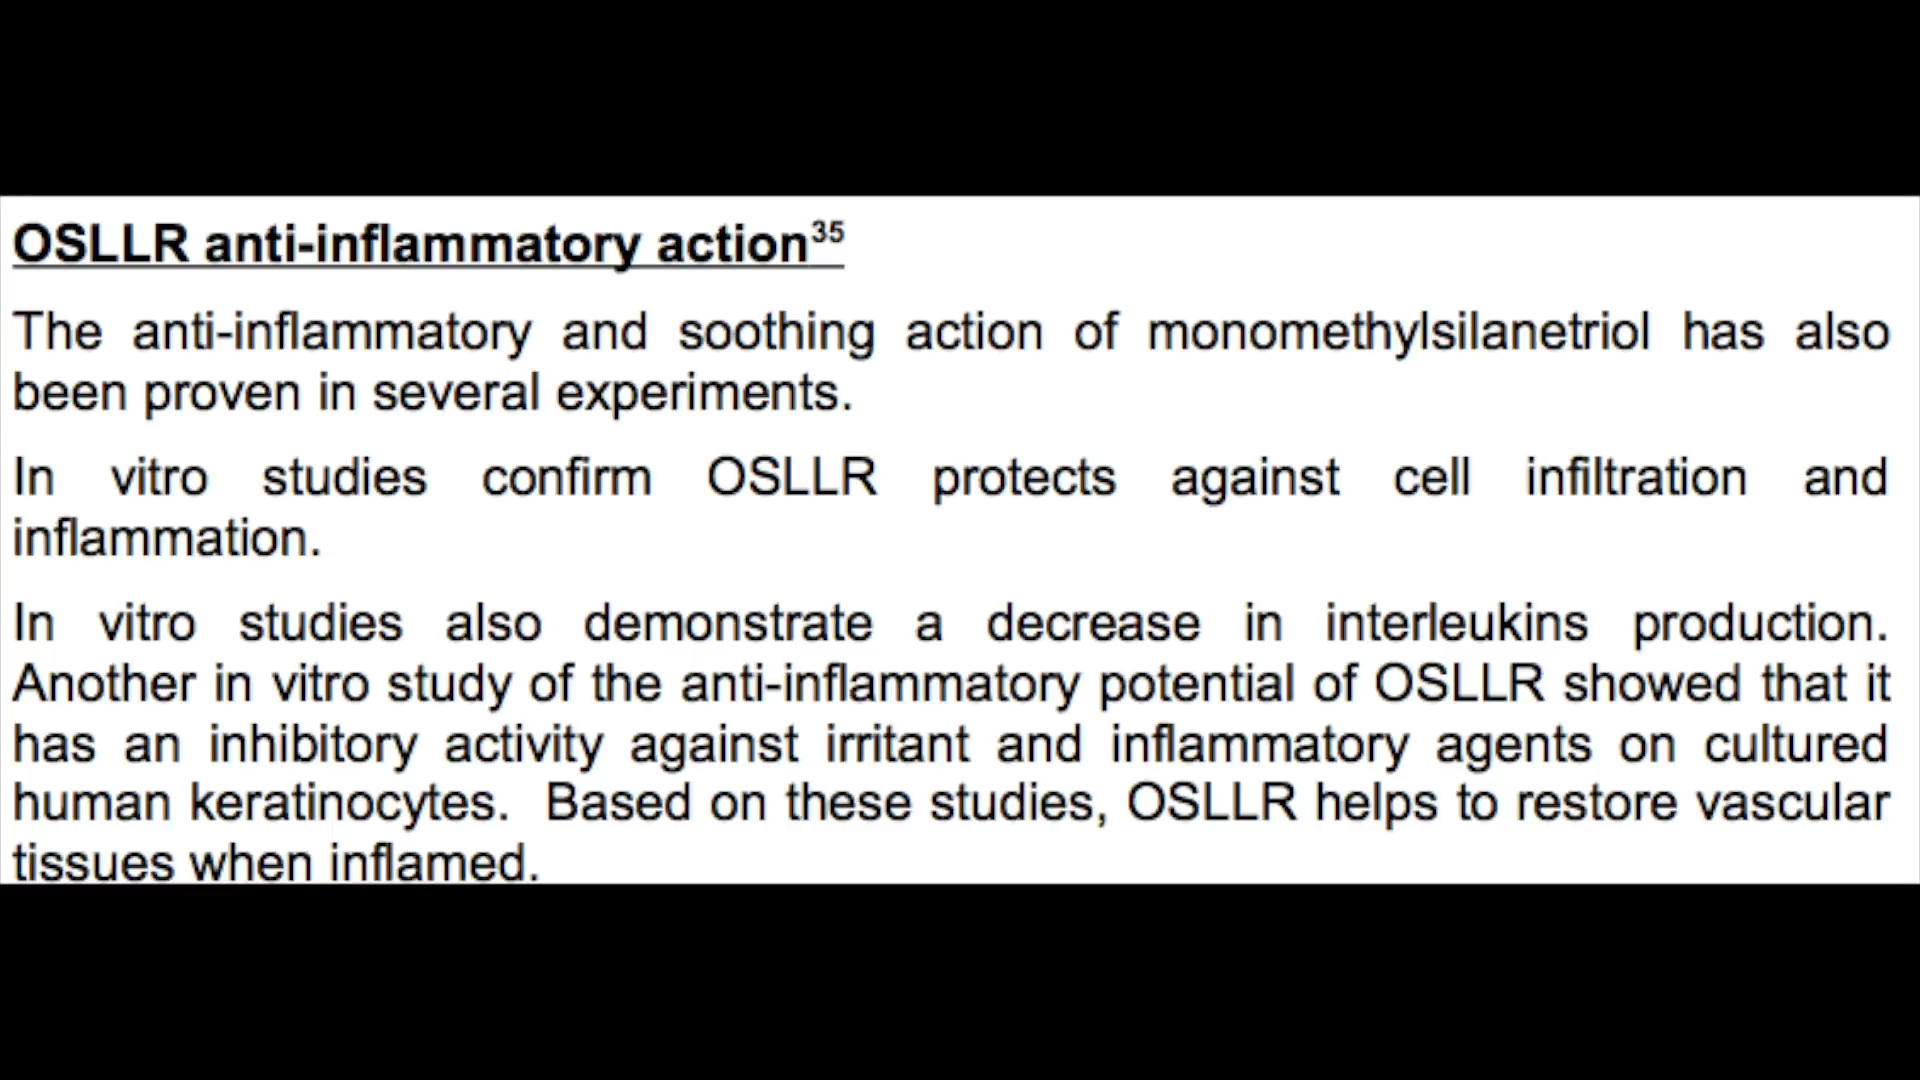 OSLLR anti-inflammatory action35
The anti-inflammatory and soothing action of monomethylsilanetriol has also
been proven in several experiments.
In vitro studies confirm OSLLR protects against cell infiltration and
inflammation.
In vitro studies also demonstrate a decrease in interleukins production.
Another in vitro study of the anti-inflammatory potential of OSLLR showed that it
has an inhibitory activity against irritant and inflammatory agents on cultured
human keratinocytes. Based on these studies, OSLLR helps to restore vascular
tissues when inflamed.